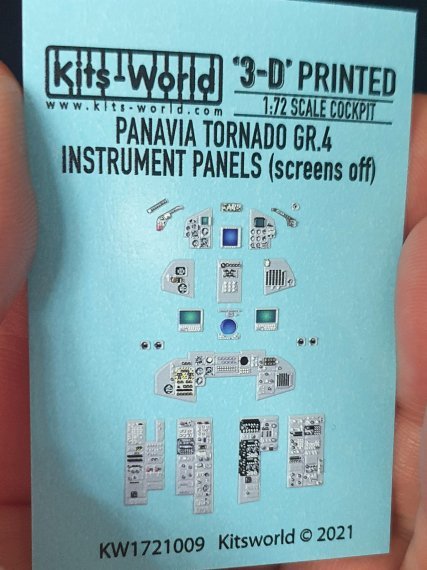 Kits-World
www.kits-world.com
'3-D' PRINTED
1:72 SCALE COCKPIT
PANAVIA TORNADO GR.4
INSTRUMENT PANELS (screens off)
KW1721009 Kitsworld © 2021